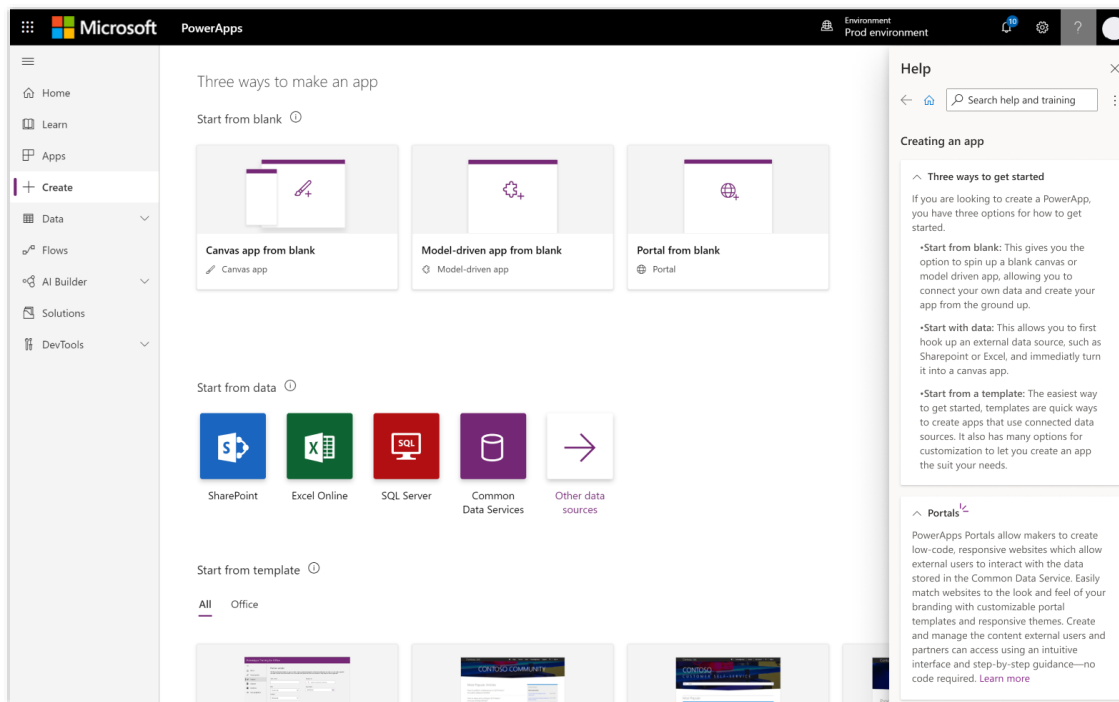 Microsoft PowerApps
Environment
Prod environment
10
?
Home
Learn
Apps
Create
Data
Flows
AI Builder
Solutions
DevTools
Three ways to make an app
Start from blank
Canvas app from blank
Canvas app
Model-driven app from blank
Model-driven app
Portal from blank
Portal
Start from data
S
X
SQL
SharePoint
Excel Online
SQL Server
Common
Data Services
Other data
sources
Start from template
All Office
CONTOSO COMMUNITY
CONTOSO
CUSTOMER SELF-SERVICE
Help
Search help and training
Creating an app
Three ways to get started
If you are looking to create a PowerApp,
you have three options for how to get
started.
•Start from blank: This gives you the
option to spin up a blank canvas or
model driven app, allowing you to
connect your own data and create your
app from the ground up.
•Start with data: This allows you to first
hook up an external data source, such as
Sharepoint or Excel, and immediatly turn
it into a canvas app.
•Start from a template: The easiest way
to get started, templates are quick ways
to create apps that use connected data
sources. It also has many options for
customization to let you create an app
the suit your needs.
Portals
PowerApps Portals allow makers to create
low-code, responsive websites which allow
external users to interact with the data
stored in the Common Data Service. Easily
match websites to the look and feel of your
branding with customizable portal
templates and responsive themes. Create
and manage the content external users and
partners can access using an intuitive
interface and step-by-step guidance—no
code required. Learn more